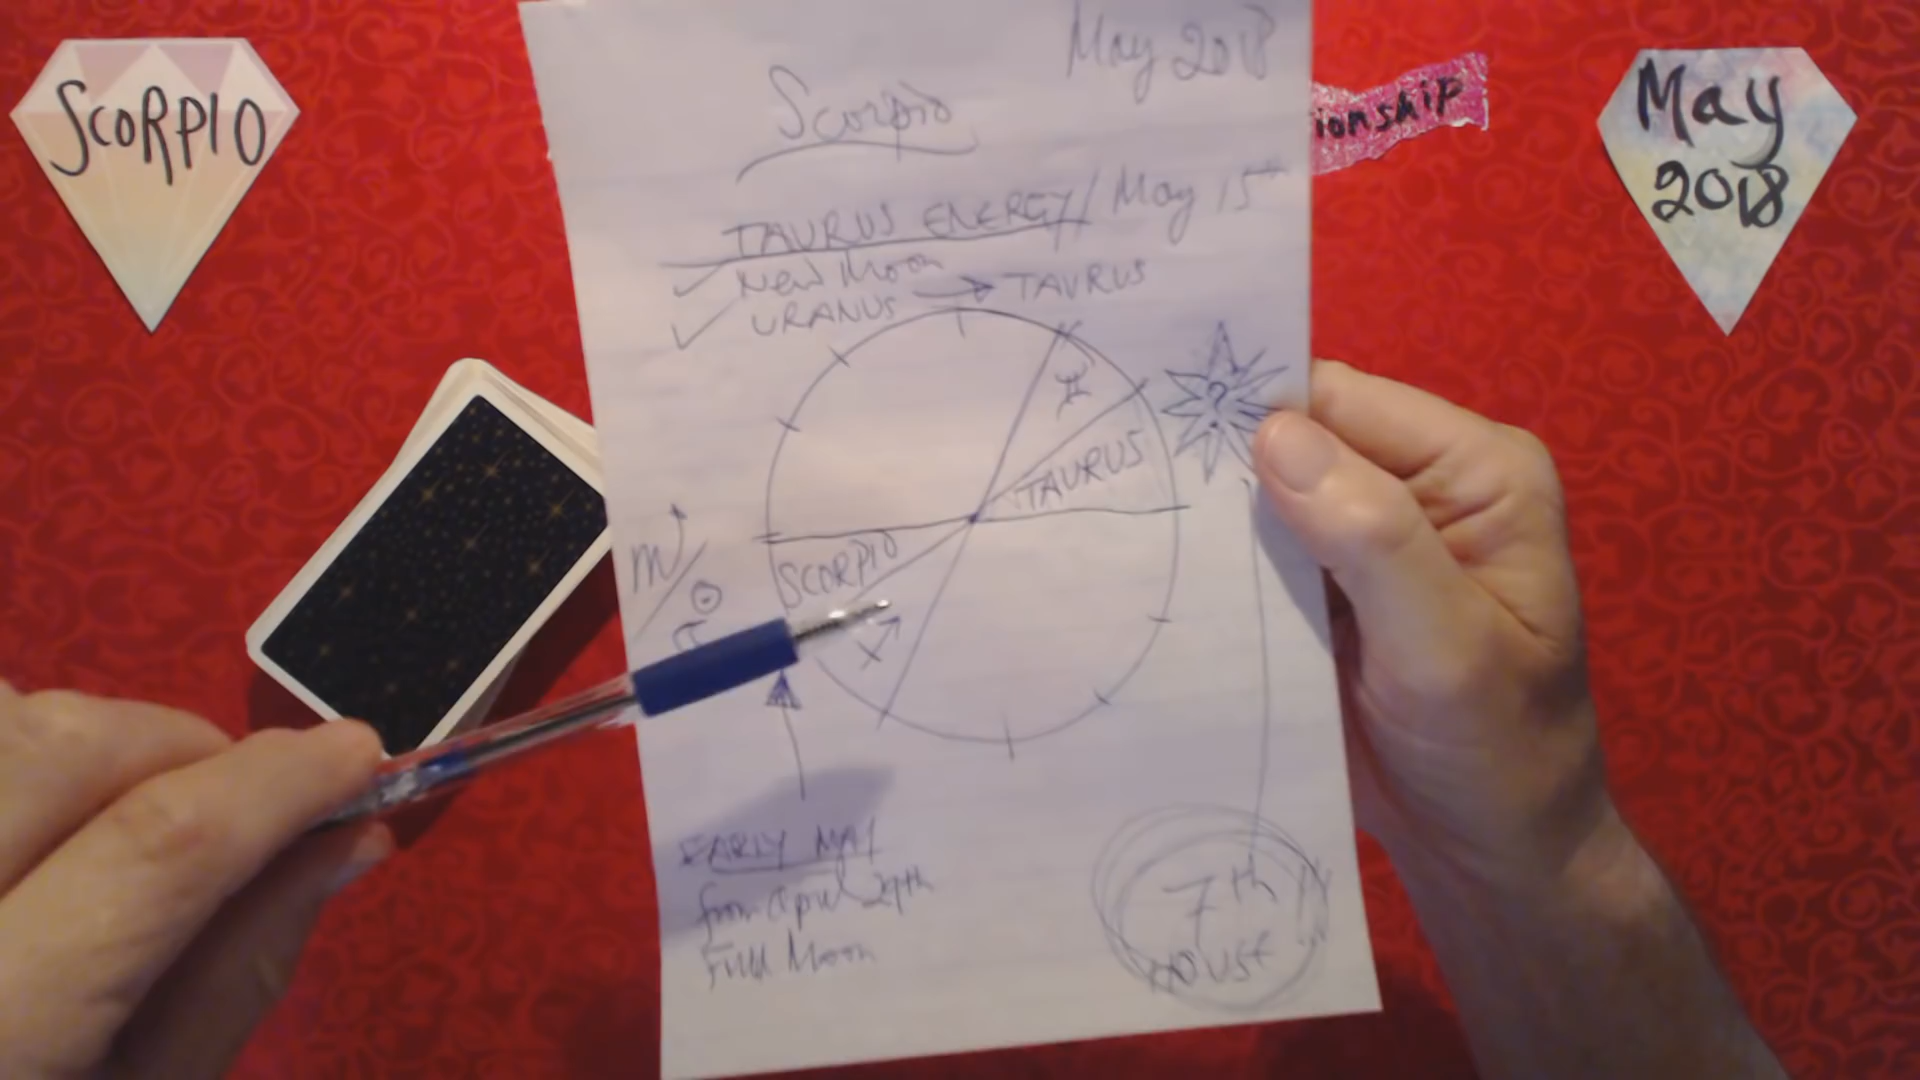 SCORPIO
May 2018
Scorpio
ionship
May
2018
TAURUS ENERGY / May 15th
New Moon
URANUS → TAURUS
♊
?
TAURUS
SCORPIO
♏
☉
♐
EARLY MAY
from April 29th
Full Moon
7th
HOUSE